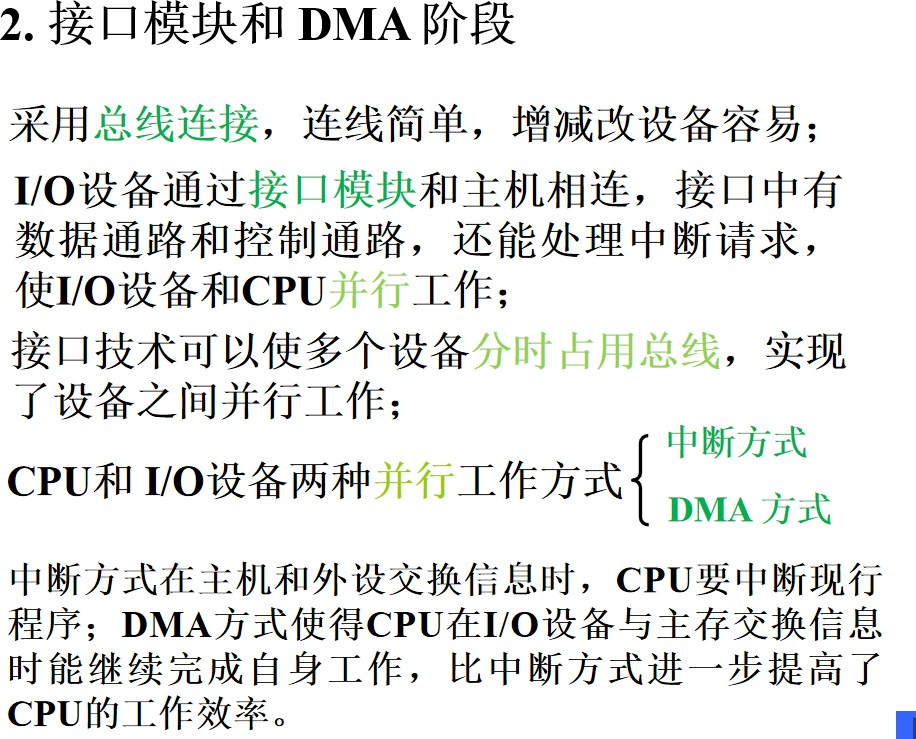 2. 接口模块和 DMA 阶段
采用总线连接，连线简单，增减改设备容易；
I/O设备通过接口模块和主机相连，接口中有
数据通路和控制通路，还能处理中断请求，
使I/O设备和CPU并行工作；
接口技术可以使多个设备分时占用总线，实现
了设备之间并行工作；
中断方式
CPU和 I/O设备两种并行工作方式
DMA 方式
中断方式在主机和外设交换信息时，CPU要中断现行
程序；DMA方式使得CPU在I/O设备与主存交换信息
时能继续完成自身工作，比中断方式进一步提高了
CPU的工作效率。